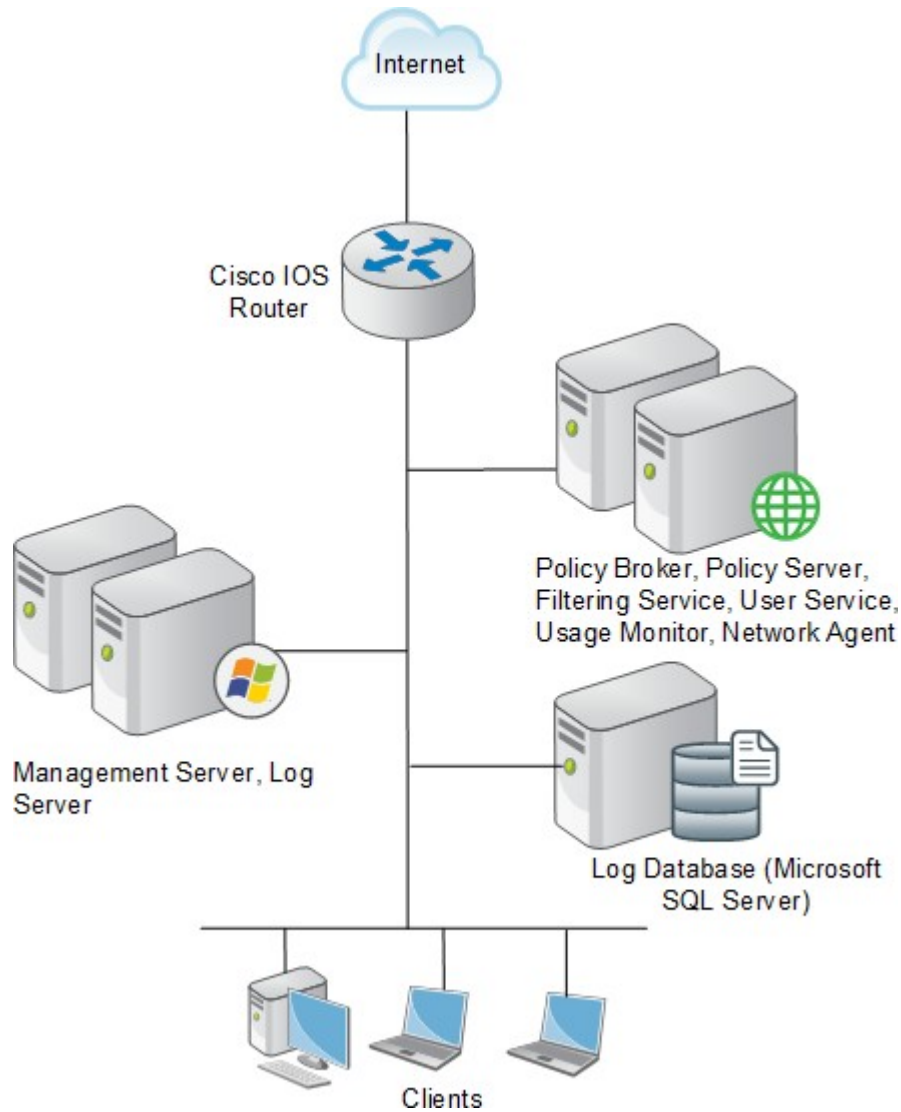 Internet
Cisco IOS
Router
Policy Broker, Policy Server,
Filtering Service, User Service,
Usage Monitor, Network Agent
Management Server, Log
Server
Log Database (Microsoft
SQL Server)
Clients